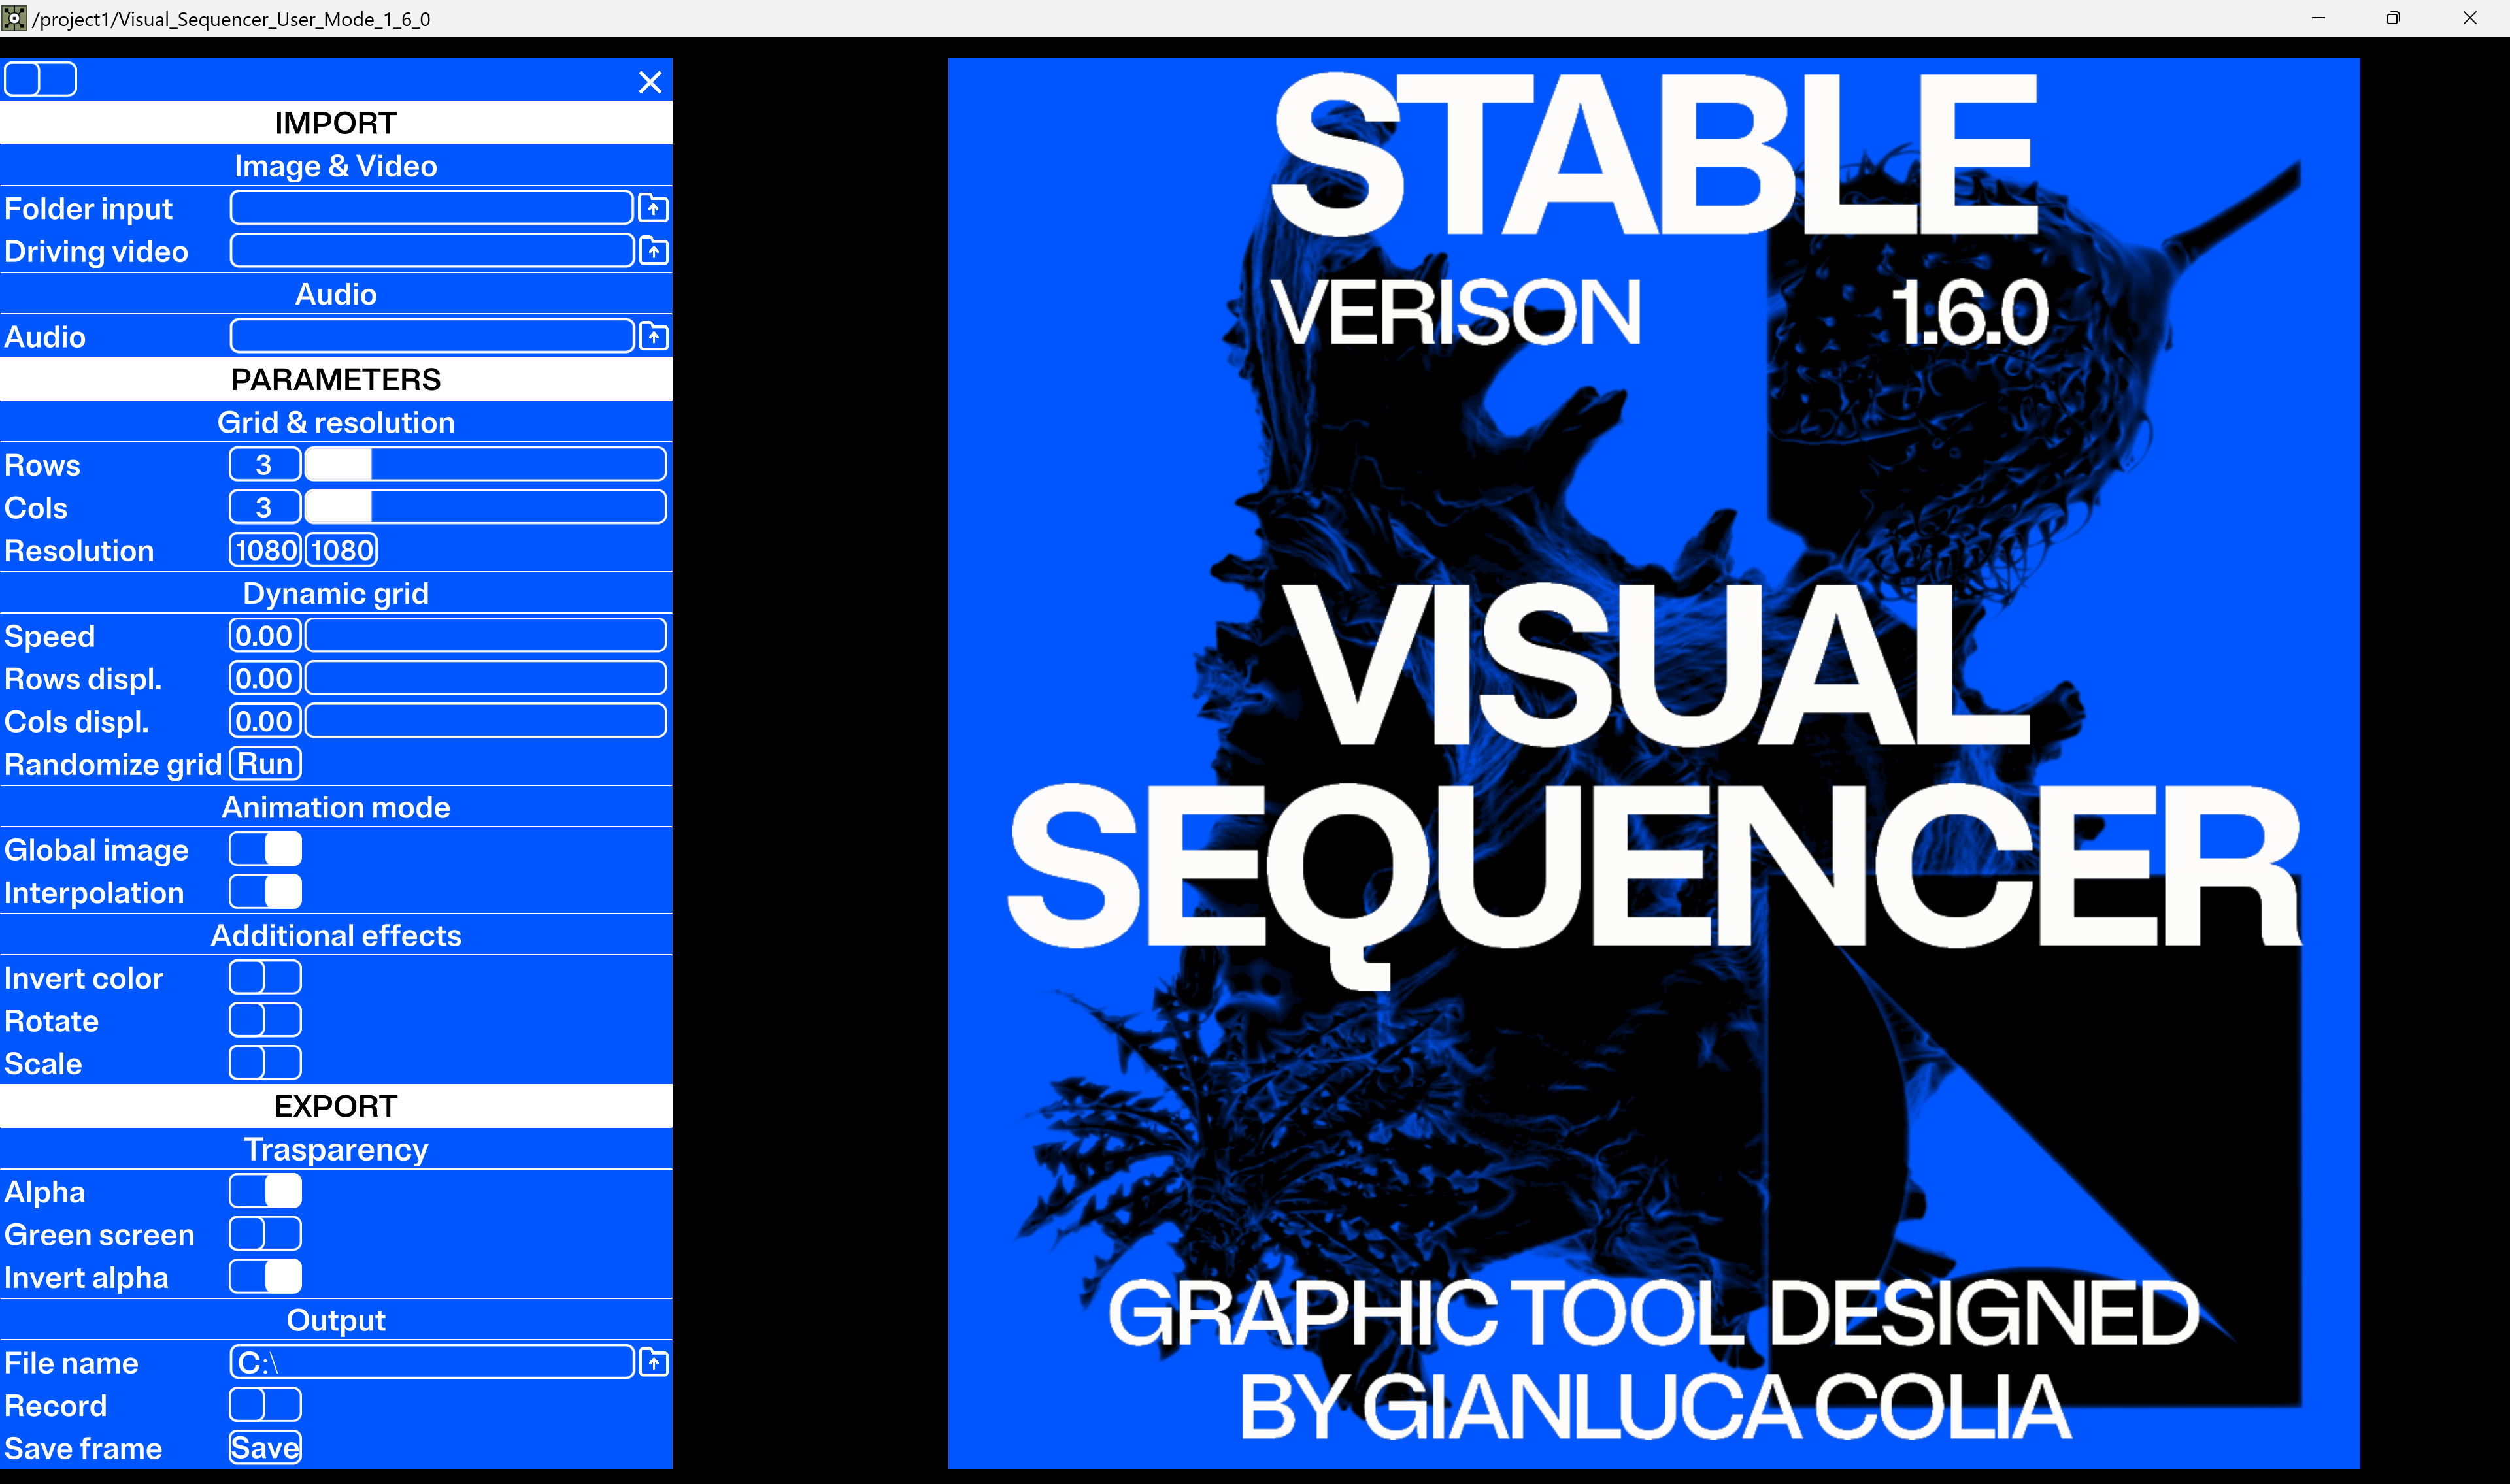 /project1/Visual_Sequencer_User_Mode_1_6_0
IMPORT
Image & Video
Folder input
Driving video
Audio
Audio
PARAMETERS
Grid & resolution
Rows 3
Cols 3
Resolution 1080 1080
Dynamic grid
Speed 0.00
Rows displ. 0.00
Cols displ. 0.00
Randomize grid Run
Animation mode
Global image
Interpolation
Additional effects
Invert color
Rotate
Scale
EXPORT
Trasparency
Alpha
Green screen
Invert alpha
Output
File name C:\
Record
Save frame Save
STABLE
VERISON 1.6.0
VISUAL
SEQUENCER
GRAPHIC TOOL DESIGNED
BY GIANLUCA COLIA